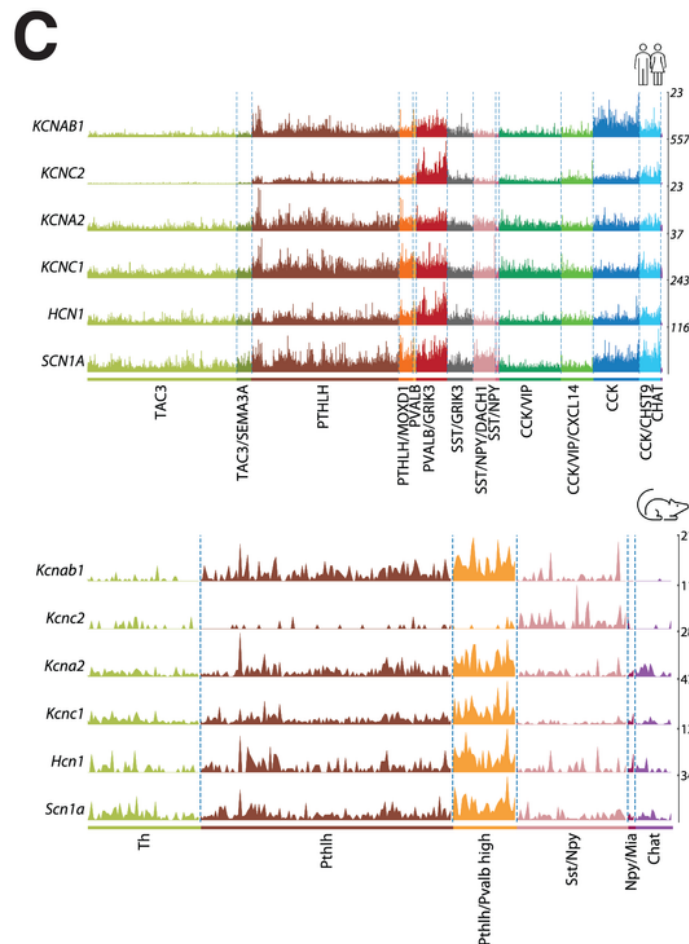 C
23
KCNAB1
557
KCNC2
23
KCNA2
37
KCNC1
243
HCN1
116
SCN1A
TAC3
TAC3/SEMA3A
PTHLH
PTHLH/MOXD1
PVALB
PVALB/GRIK3
SST/GRIK3
SST/NPY/DACH1
SST/NPY
CCK/VIP
CCK/VIP/CXCL14
CCK
CCK/CHST9
CHAT
Kcnab1
Kcnc2
28
Kcna2
Kcnc1
Hcn1
Scn1a
Th
Pthlh
Pthlh/Pvalb high
Sst/Npy
Npy/Mia
Chat